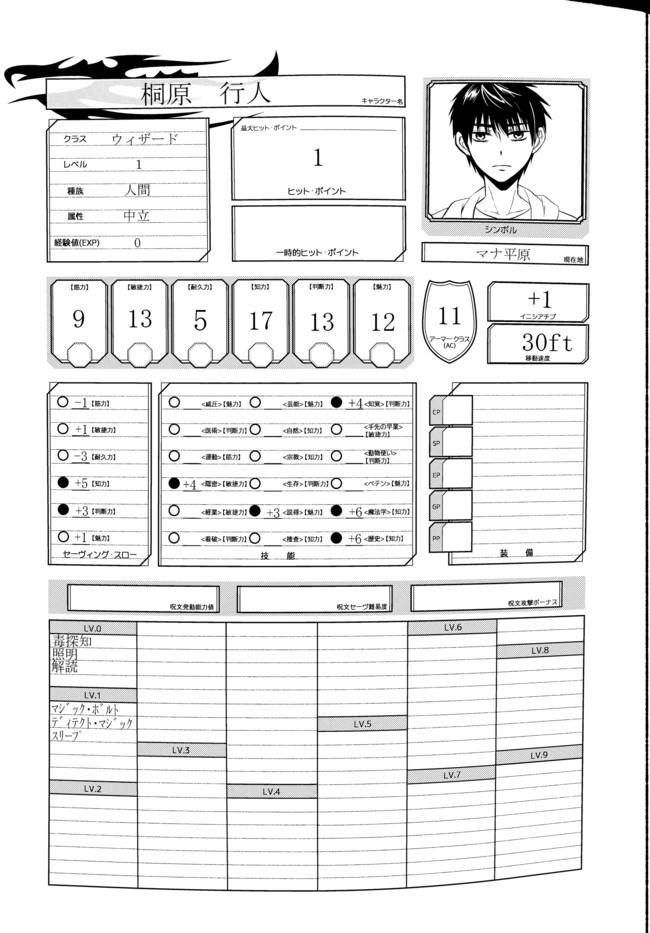 桐原 行人
キャラクター名
クラス ウィザード
レベル 1
種族 人間
属性 中立
経験値(EXP) 0
最大ヒット・ポイント
1
ヒット・ポイント
一時的ヒット・ポイント
シンボル
マナ平原 現在地
【筋力】 9
【敏捷力】 13
【耐久力】 5
【知力】 17
【判断力】 13
【魅力】 12
11
アーマークラス
(AC)
+1
イニシアチブ
30ft
移動速度
-1【筋力】
+1【敏捷力】
-3【耐久力】
+5【知力】
+3【判断力】
+1【魅力】
セーヴィング・スロー
<威圧>【魅力】
<医術>【判断力】
<運動>【筋力】
+4<隠密>【敏捷力】
<軽業>【敏捷力】
<看破>【判断力】
<芸能>【魅力】
<自然>【知力】
<宗教>【知力】
<生存>【判断力】
+3<説得>【魅力】
<捜査>【知力】
+4<知覚>【判断力】
<手先の早業>
【敏捷力】
<動物使い>
【判断力】
<ペテン>【魅力】
+6<魔法学>【知力】
+6<歴史>【知力】
技能
CP
SP
EP
GP
PP
装備
呪文発動能力値
呪文セーヴ難易度
呪文攻撃ボーナス
LV.0
毒探知
照明
解読
LV.1
マジック・ボルト
ディテクト・マジック
スリープ
LV.2
LV.3
LV.4
LV.5
LV.6
LV.7
LV.8
LV.9